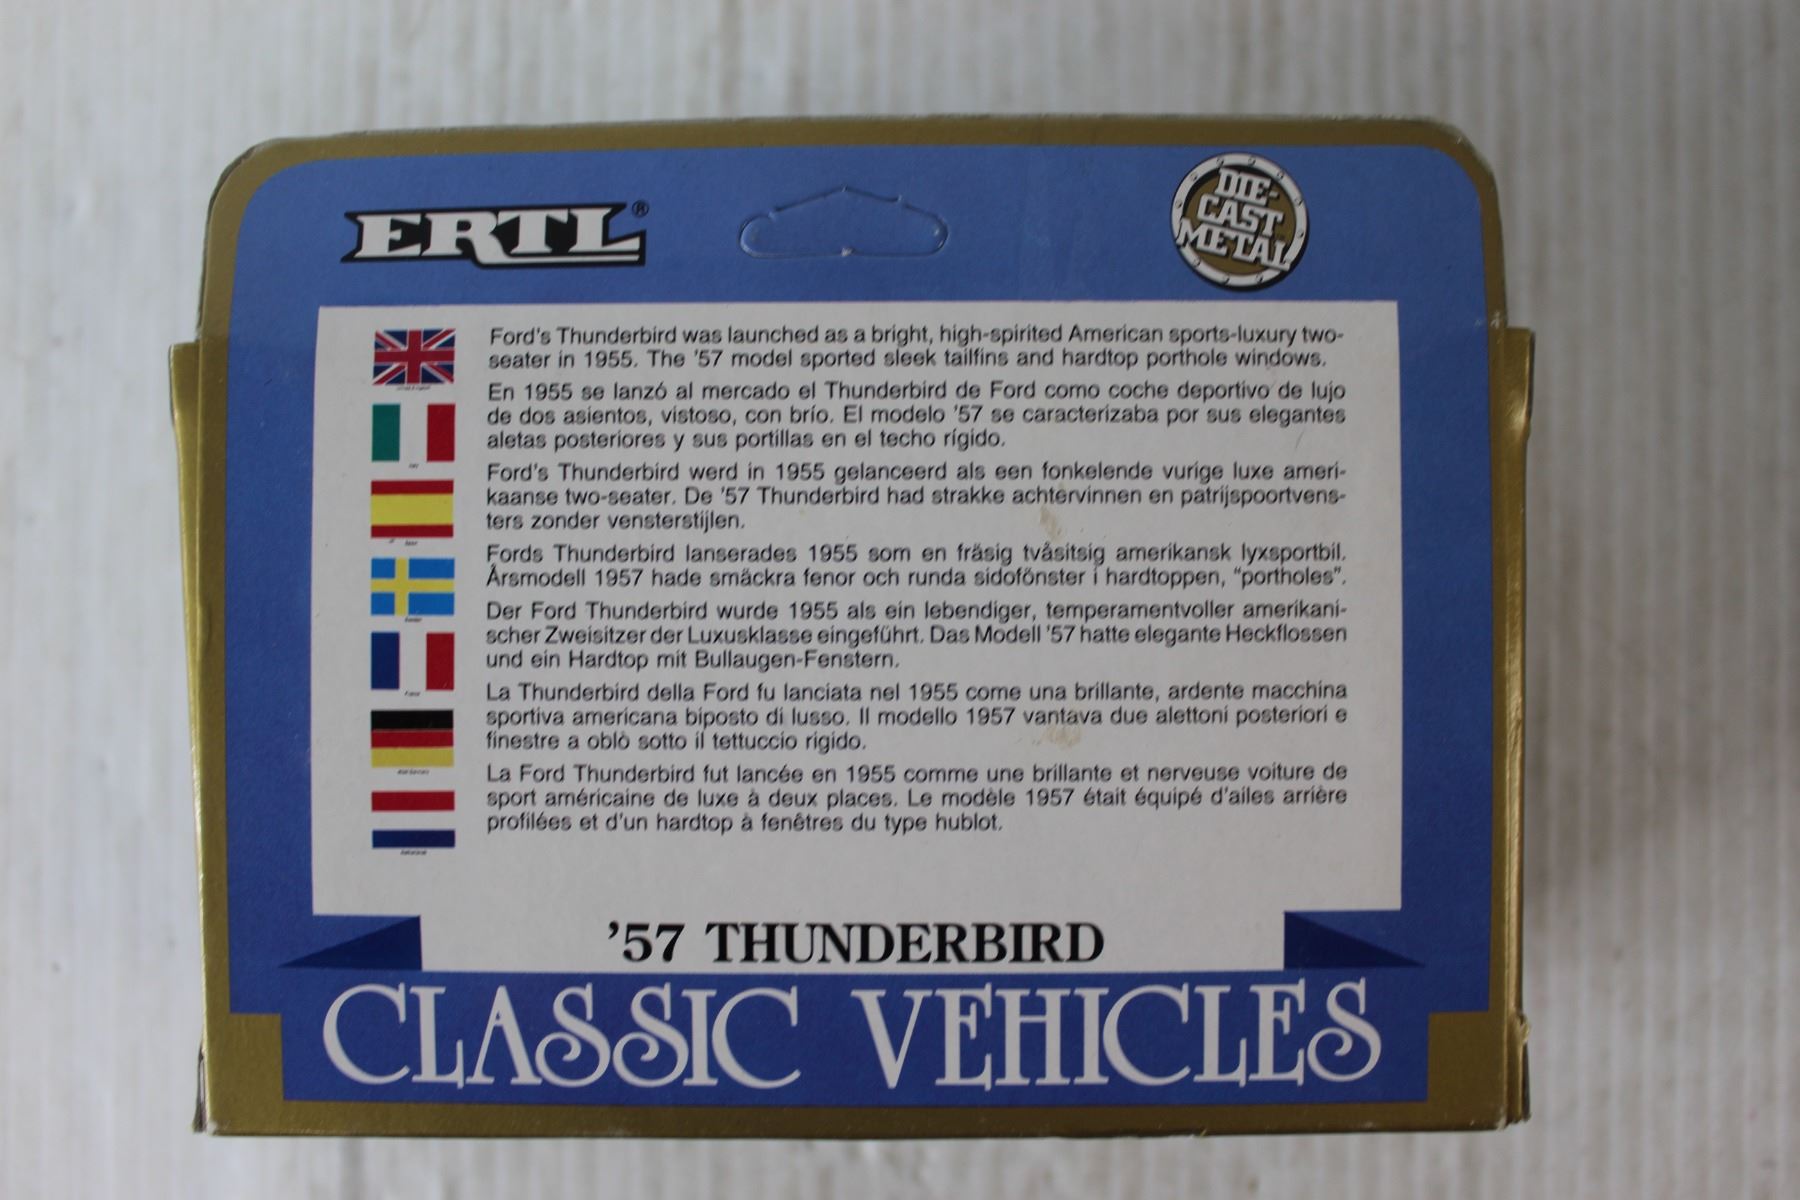 ERTL®
DIE-
CAST
METAL
Ford's Thunderbird was launched as a bright, high-spirited American sports-luxury two-
seater in 1955. The '57 model sported sleek tailfins and hardtop porthole windows.
En 1955 se lanzó al mercado el Thunderbird de Ford como coche deportivo de lujo
de dos asientos, vistoso, con brío. El modelo '57 se caracterizaba por sus elegantes
aletas posteriores y sus portillas en el techo rígido.
Ford's Thunderbird werd in 1955 gelanceerd als een fonkelende vurige luxe ameri-
kaanse two-seater. De '57 Thunderbird had strakke achtervinnen en patrijspoortvens-
ters zonder vensterstijlen.
Fords Thunderbird lanserades 1955 som en fräsig tvåsitsig amerikansk lyxsportbil.
Årsmodell 1957 hade smäckra fenor och runda sidofönster i hardtoppen, "portholes".
Der Ford Thunderbird wurde 1955 als ein lebendiger, temperamentvoller amerikani-
scher Zweisitzer der Luxusklasse eingeführt. Das Modell '57 hatte elegante Heckflossen
und ein Hardtop mit Bullaugen-Fenstern.
La Thunderbird della Ford fu lanciata nel 1955 come una brillante, ardente macchina
sportiva americana biposto di lusso. Il modello 1957 vantava due alettoni posteriori e
finestre a oblò sotto il tettuccio rigido.
La Ford Thunderbird fut lancée en 1955 comme une brillante et nerveuse voiture de
sport américaine de luxe à deux places. Le modèle 1957 était équipé d'ailes arrière
profilées et d'un hardtop à fenêtres du type hublot.
'57 THUNDERBIRD
CLASSIC VEHICLES